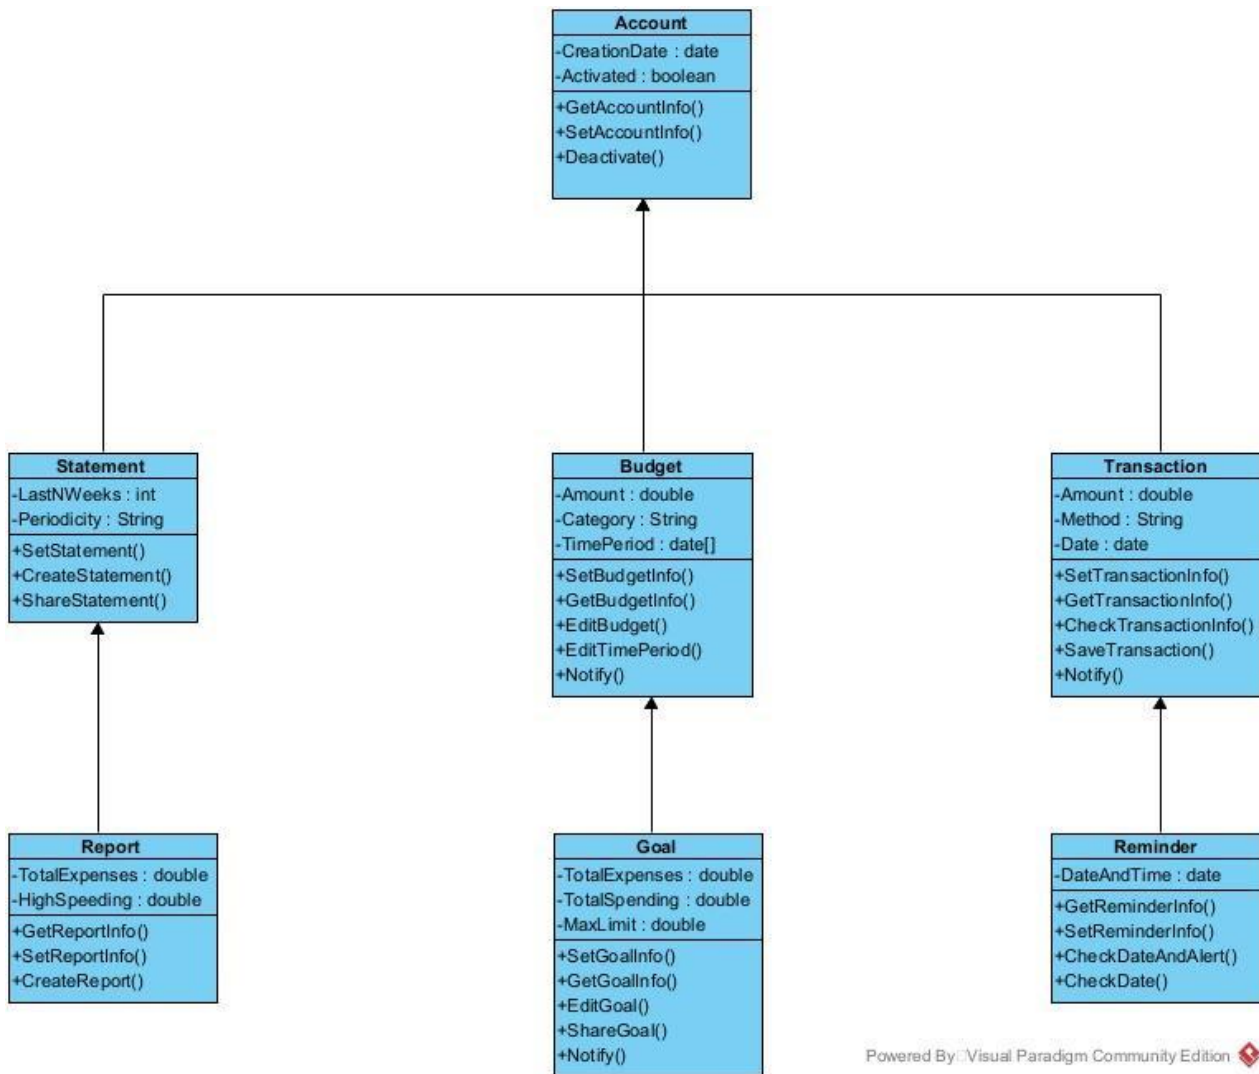 Account
-CreationDate : date
-Activated : boolean
+GetAccountInfo()
+SetAccountInfo()
+Deactivate()
Statement
-LastNWeeks : int
-Periodicity : String
+SetStatement()
+CreateStatement()
+ShareStatement()
Budget
-Amount : double
-Category : String
-TimePeriod : date[]
+SetBudgetInfo()
+GetBudgetInfo()
+EditBudget()
+EditTimePeriod()
+Notify()
Transaction
-Amount : double
-Method : String
-Date : date
+SetTransactionInfo()
+GetTransactionInfo()
+CheckTransactionInfo()
+SaveTransaction()
+Notify()
Report
-TotalExpenses : double
-HighSpeeding : double
+GetReportInfo()
+SetReportInfo()
+CreateReport()
Goal
-TotalExpenses : double
-TotalSpending : double
-MaxLimit : double
+SetGoalInfo()
+GetGoalInfo()
+EditGoal()
+ShareGoal()
+Notify()
Reminder
-DateAndTime : date
+GetReminderInfo()
+SetReminderInfo()
+CheckDateAndAlert()
+CheckDate()
Powered By Visual Paradigm Community Edition